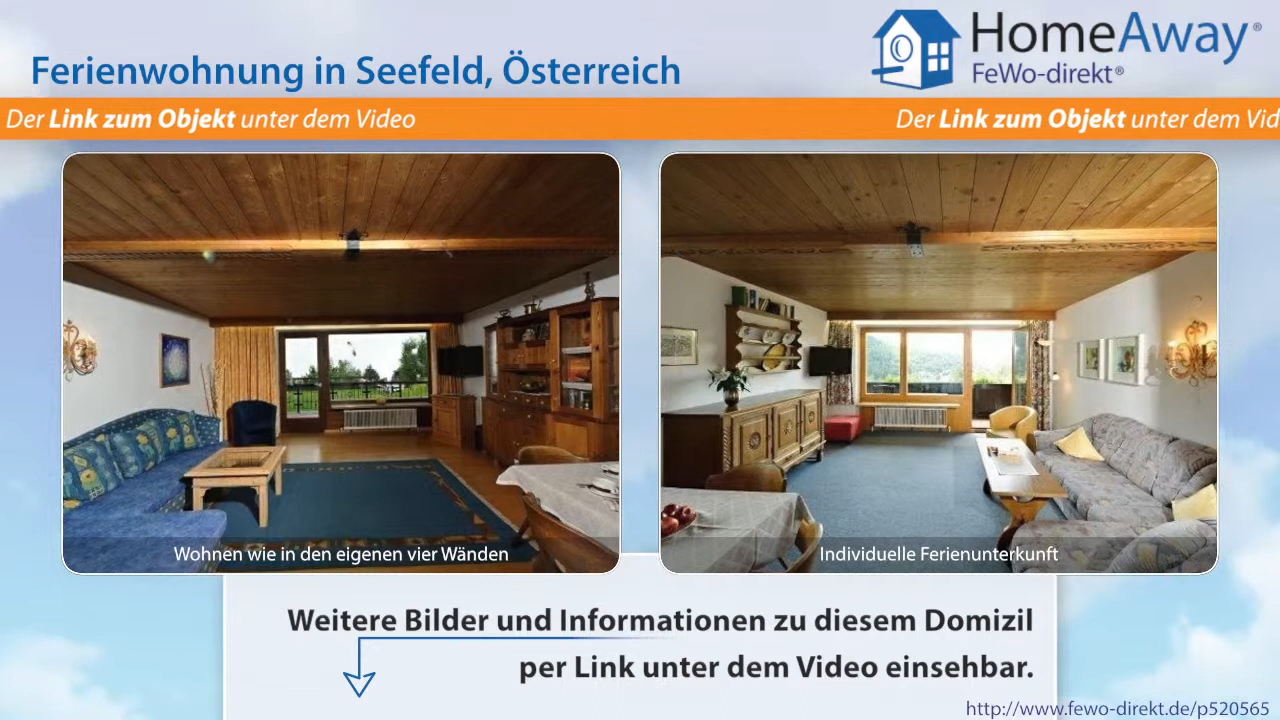 HomeAway®
FeWo-direkt®
Ferienwohnung in Seefeld, Österreich
Der Link zum Objekt unter dem Video
Der Link zum Objekt unter dem Vid
Wohnen wie in den eigenen vier Wänden
Individuelle Ferienunterkunft
Weitere Bilder und Informationen zu diesem Domizil
per Link unter dem Video einsehbar.
http://www.fewo-direkt.de/p520565